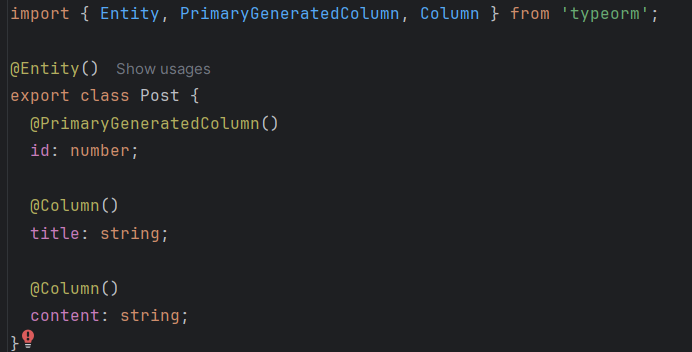 import { Entity, PrimaryGeneratedColumn, Column } from 'typeorm';
@Entity() Show usages
export class Post {
@PrimaryGeneratedColumn()
id: number;
@Column()
title: string;
@Column()
content: string;
}